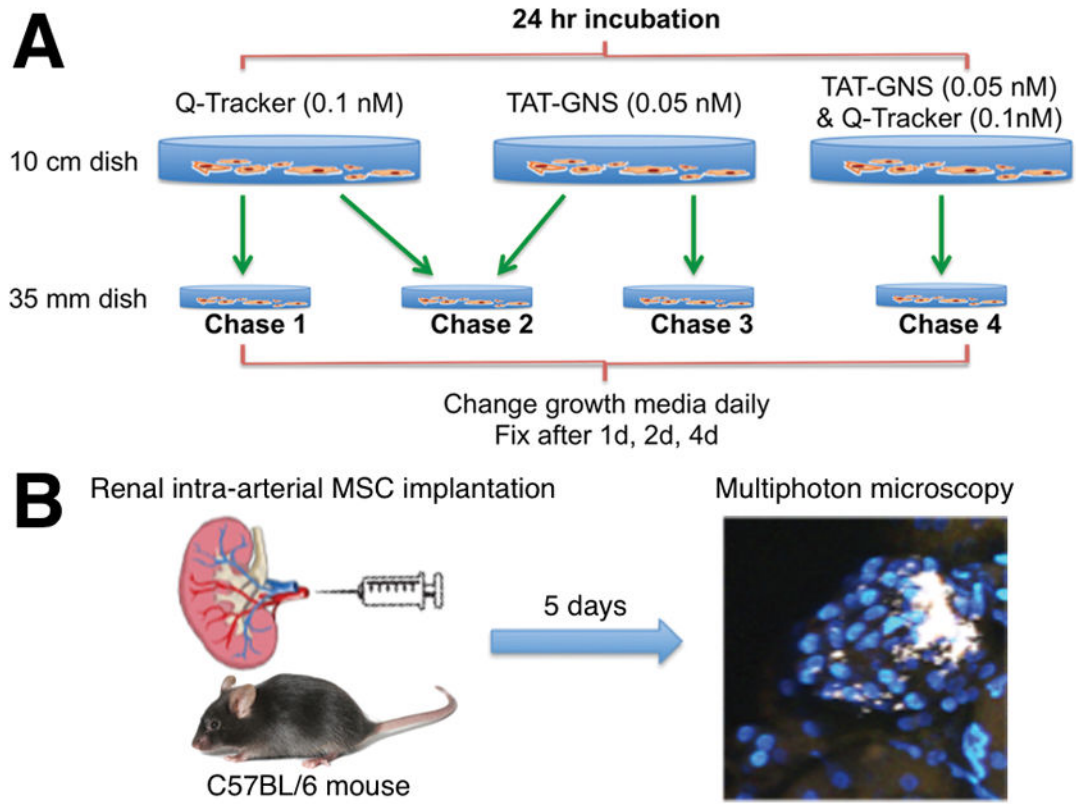 A
24 hr incubation
Q-Tracker (0.1 nM)
TAT-GNS (0.05 nM)
TAT-GNS (0.05 nM)
& Q-Tracker (0.1nM)
10 cm dish
35 mm dish
Chase 1
Chase 2
Chase 3
Chase 4
Change growth media daily
Fix after 1d, 2d, 4d
B
Renal intra-arterial MSC implantation
Multiphoton microscopy
5 days
C57BL/6 mouse